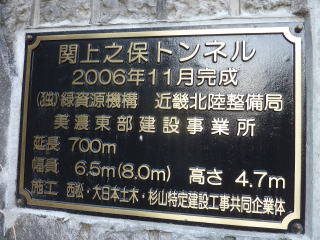 関上之保トンネル
2006年11月完成
(独)緑資源機構 近畿北陸整備局
美濃東部建設事業所
延長 700m
幅員 6.5m(8.0m) 高さ 4.7m
施工 西松・大日本土木・杉山特定建設工事共同企業体